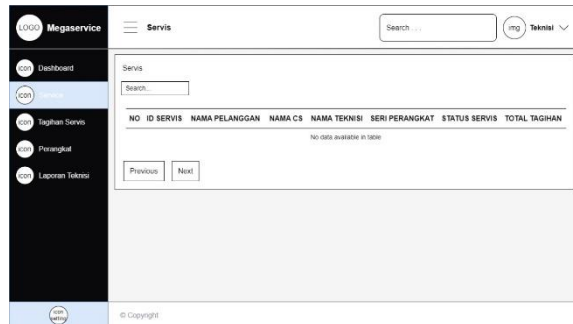 LOGO Megaservice
Servis
Search . . .
img Teknisi
icon Dashboard
icon
icon Tagihan Servis
icon Perangkat
icon Laporan Teknisi
icon setting
Servis
Search...
NO ID SERVIS NAMA PELANGGAN NAMA CS NAMA TEKNISI SERI PERANGKAT STATUS SERVIS TOTAL TAGIHAN
No data available in table
Previous Next
© Copyright